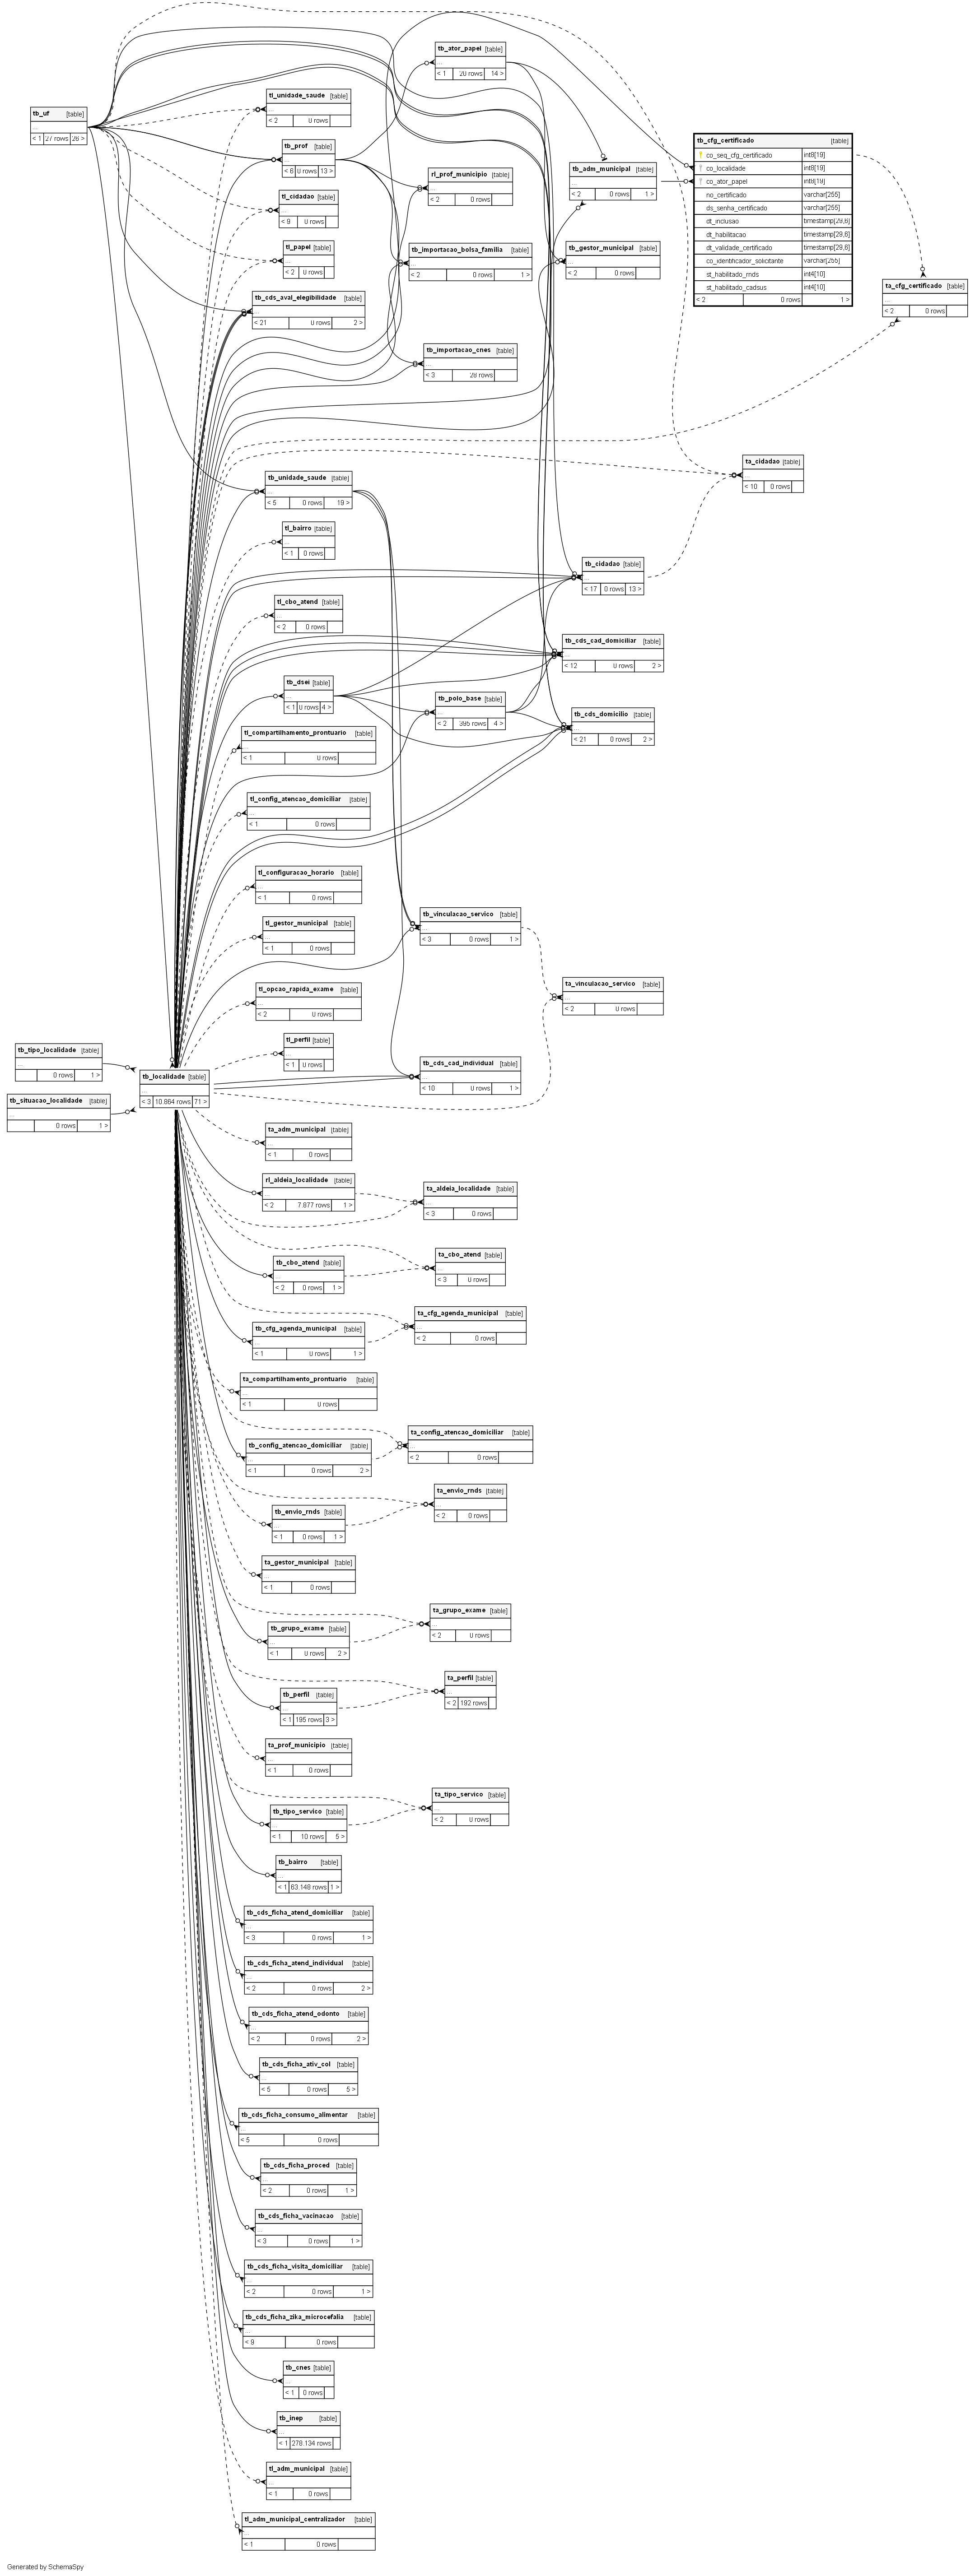 tb_ator_papel [table]
...
< 1 20 rows 14 >
tl_unidade_saude [table]
...
< 2 0 rows
tb_uf [table]
...
< 1 27 rows 26 >
tb_prof [table]
...
< 6 0 rows 13 >
tb_cfg_certificado [table]
co_seq_cfg_certificado int8[19]
co_localidade int8[19]
co_ator_papel int8[19]
no_certificado varchar[255]
ds_senha_certificado varchar[255]
dt_inclusao timestamp[29,6]
dt_habilitacao timestamp[29,6]
dt_validade_certificado timestamp[29,6]
co_identificador_solicitante varchar[255]
st_habilitado_rnds int4[10]
st_habilitado_cadsus int4[10]
< 2 0 rows 1 >
tb_adm_municipal [table]
...
< 2 0 rows 1 >
rl_prof_municipio [table]
...
< 2 0 rows
tl_cidadao [table]
...
< 9 0 rows
tl_papel [table]
...
< 2 0 rows
tb_importacao_bolsa_familia [table]
...
< 2 0 rows 1 >
tb_gestor_municipal [table]
...
< 2 0 rows
ta_cfg_certificado [table]
...
< 2 0 rows
tb_cds_aval_elegibilidade [table]
...
< 21 0 rows 2 >
tb_importacao_cnes [table]
...
< 3 28 rows
ta_cidadao [table]
...
< 10 0 rows
tb_unidade_saude [table]
...
< 5 0 rows 19 >
tl_bairro [table]
...
< 1 0 rows
tb_cidadao [table]
...
< 17 0 rows 13 >
tl_cbo_atend [table]
...
< 2 0 rows
tb_cds_cad_domiciliar [table]
...
< 12 0 rows 2 >
tb_dsei [table]
...
< 1 0 rows 4 >
tb_polo_base [table]
...
< 2 395 rows 4 >
tb_cds_domicilio [table]
...
< 21 0 rows 2 >
tl_compartilhamento_prontuario [table]
...
< 1 0 rows
tl_config_atencao_domiciliar [table]
...
< 1 0 rows
tl_configuracao_horario [table]
...
< 1 0 rows
tb_vinculacao_servico [table]
...
< 3 0 rows 1 >
tl_gestor_municipal [table]
...
< 1 0 rows
ta_vinculacao_servico [table]
...
< 2 0 rows
tl_opcao_rapida_exame [table]
...
< 2 0 rows
tl_perfil [table]
...
< 1 0 rows
tb_tipo_localidade [table]
...
0 rows 1 >
tb_cds_cad_individual [table]
...
< 10 0 rows 1 >
tb_localidade [table]
...
< 3 10.864 rows 71 >
tb_situacao_localidade [table]
...
0 rows 1 >
ta_adm_municipal [table]
...
< 1 0 rows
rl_aldeia_localidade [table]
...
< 2 7.877 rows 1 >
ta_aldeia_localidade [table]
...
< 3 0 rows
ta_cbo_atend [table]
...
< 3 0 rows
tb_cbo_atend [table]
...
< 2 0 rows 1 >
ta_cfg_agenda_municipal [table]
...
< 2 0 rows
tb_cfg_agenda_municipal [table]
...
< 1 0 rows 1 >
ta_compartilhamento_prontuario [table]
...
< 1 0 rows
ta_config_atencao_domiciliar [table]
...
< 2 0 rows
tb_config_atencao_domiciliar [table]
...
< 1 0 rows 2 >
ta_envio_rnds [table]
...
< 2 0 rows
tb_envio_rnds [table]
...
< 1 0 rows 1 >
ta_gestor_municipal [table]
...
< 1 0 rows
ta_grupo_exame [table]
...
< 2 0 rows
tb_grupo_exame [table]
...
< 1 0 rows 2 >
ta_perfil [table]
...
< 2 192 rows
tb_perfil [table]
...
< 1 195 rows 3 >
ta_prof_municipio [table]
...
< 1 0 rows
ta_tipo_servico [table]
...
< 2 0 rows
tb_tipo_servico [table]
...
< 1 10 rows 5 >
tb_bairro [table]
...
< 1 63.148 rows 1 >
tb_cds_ficha_atend_domiciliar [table]
...
< 3 0 rows 1 >
tb_cds_ficha_atend_individual [table]
...
< 2 0 rows 2 >
tb_cds_ficha_atend_odonto [table]
...
< 2 0 rows 2 >
tb_cds_ficha_ativ_col [table]
...
< 5 0 rows 5 >
tb_cds_ficha_consumo_alimentar [table]
...
< 5 0 rows
tb_cds_ficha_proced [table]
...
< 2 0 rows 1 >
tb_cds_ficha_vacinacao [table]
...
< 3 0 rows 1 >
tb_cds_ficha_visita_domiciliar [table]
...
< 2 0 rows 1 >
tb_cds_ficha_zika_microcefalia [table]
...
< 9 0 rows
tb_cnes [table]
...
< 1 0 rows
tb_inep [table]
...
< 1 278.134 rows
tl_adm_municipal [table]
...
< 1 0 rows
tl_adm_municipal_centralizador [table]
...
< 1 0 rows
Generated by SchemaSpy